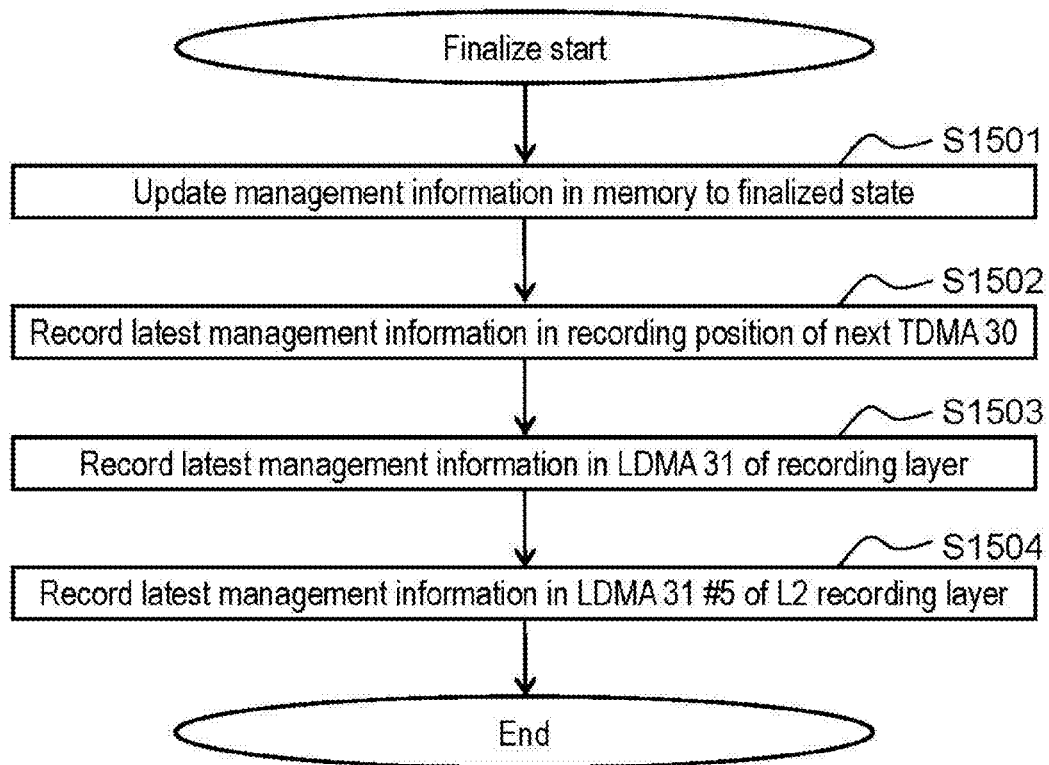 Finalize start
S1501
Update management information in memory to finalized state
S1502
Record latest management information in recording position of next TDMA 30
S1503
Record latest management information in LDMA 31 of recording layer
S1504
Record latest management information in LDMA 31 #5 of L2 recording layer
End